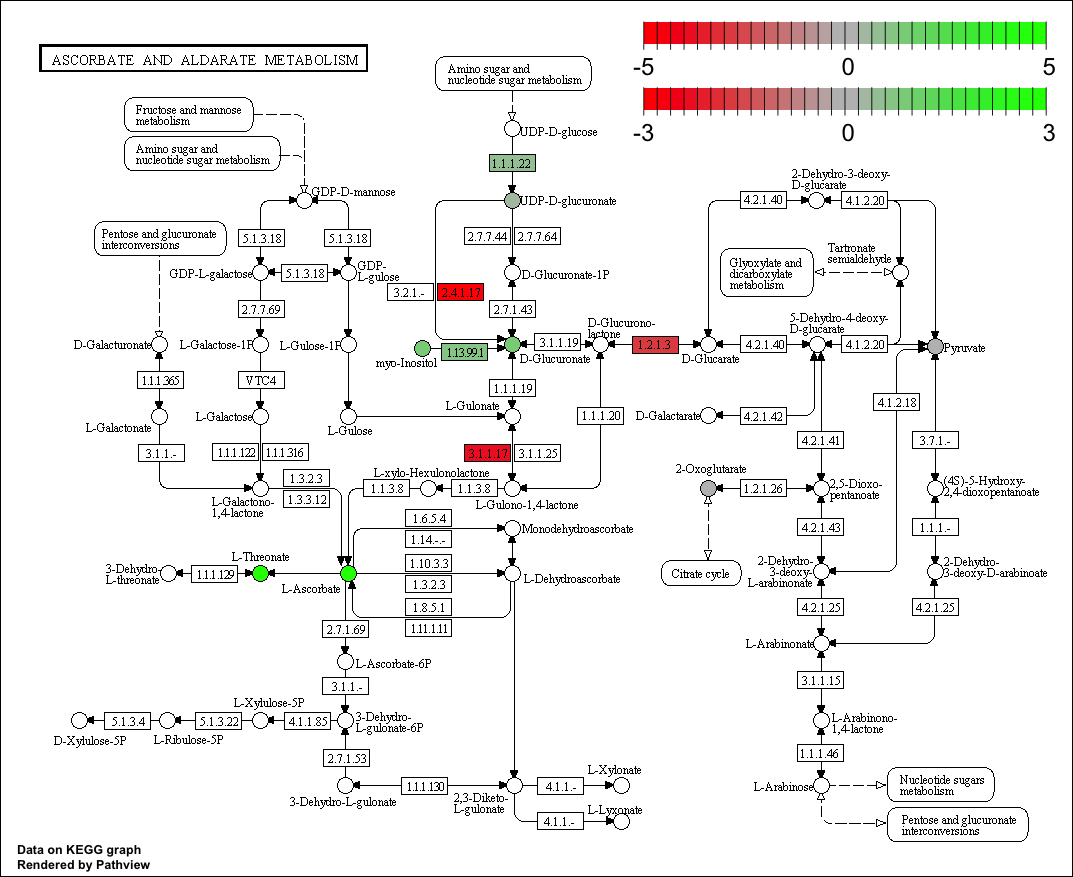 ASCORBATE AND ALDARATE METABOLISM
-5 0 5
-3 0 3
Amino sugar and
nucleotide sugar metabolism
Fructose and mannose
metabolism
Amino sugar and
nucleotide sugar metabolism
UDP-D-glucose
1.1.1.22
GDP-D-mannose
UDP-D-glucuronate
2-Dehydro-3-deoxy-
D-glucarate
4.2.1.40
4.1.2.20
Pentose and glucuronate
interconversions
5.1.3.18
5.1.3.18
2.7.7.44
2.7.7.64
Tartronate
semialdehyde
Glyoxylate and
dicarboxylate
metabolism
GDP-L-galactose
5.1.3.18
GDP-
L-gulose
D-Glucuronate-1P
3.2.1.-
2.4.1.17
2.7.7.69
2.7.1.43
D-Glucurono-
lactone
5-Dehydro-4-deoxy-
D-glucarate
D-Galacturonate
L-Galactose-1P
L-Gulose-1P
myo-Inositol
1.13.99.1
D-Glucuronate
3.1.1.19
1.2.1.3
D-Glucarate
4.2.1.40
4.1.2.20
Pyruvate
1.1.1.365
VTC4
1.1.1.19
4.1.2.18
L-Galactonate
L-Galactose
L-Gulose
L-Gulonate
1.1.1.20
D-Galactarate
4.2.1.42
3.1.1.-
1.1.1.122
1.1.1.316
3.1.1.17
3.1.1.25
4.2.1.41
3.7.1.-
L-Galactono-
1,4-lactone
1.3.2.3
1.3.3.12
L-xylo-Hexulonolactone
1.1.3.8
1.1.3.8
L-Gulono-1,4-lactone
2-Oxoglutarate
1.2.1.26
2,5-Dioxo-
pentanoate
(4S)-5-Hydroxy-
2,4-dioxopentanoate
1.6.5.4
1.14.-.-
Monodehydroascorbate
4.2.1.43
1.1.1.-
3-Dehydro-
L-threonate
1.1.1.129
L-Threonate
L-Ascorbate
1.10.3.3
1.3.2.3
L-Dehydroascorbate
Citrate cycle
2-Dehydro-
3-deoxy-
L-arabinonate
2-Dehydro-
3-deoxy-D-arabinoate
1.8.5.1
1.11.1.11
4.2.1.25
4.2.1.25
2.7.1.69
L-Arabinonate
L-Ascorbate-6P
3.1.1.-
3.1.1.15
L-Xylulose-5P
5.1.3.4
5.1.3.22
4.1.1.85
3-Dehydro-
L-gulonate-6P
D-Xylulose-5P
L-Ribulose-5P
L-Arabinono-
1,4-lactone
2.7.1.53
1.1.1.46
3-Dehydro-L-gulonate
1.1.1.130
2,3-Diketo-
L-gulonate
4.1.1.-
L-Xylonate
4.1.1.-
L-Lyxonate
L-Arabinose
Nucleotide sugars
metabolism
Pentose and glucuronate
interconversions
Data on KEGG graph
Rendered by Pathview